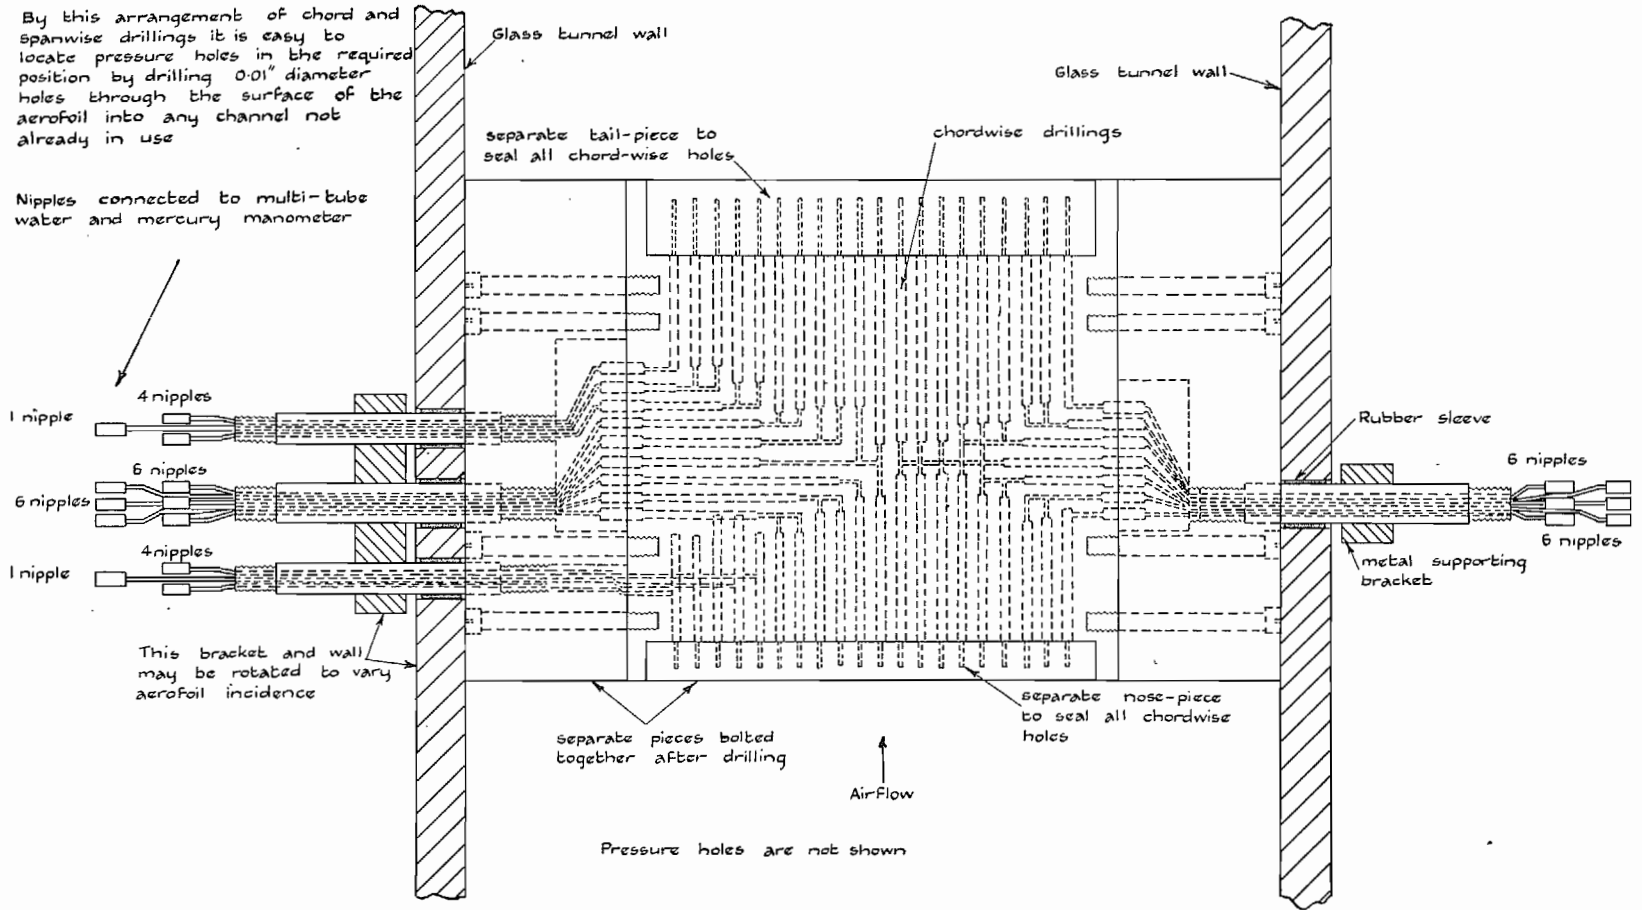 By this arrangement of chord and
spanwise drillings it is easy to
locate pressure holes in the required
position by drilling 0·01" diameter
holes through the surface of the
aerofoil into any channel not
already in use
Nipples connected to multi-tube
water and mercury manometer
Glass tunnel wall
Glass tunnel wall
separate tail-piece to
seal all chord-wise holes
chordwise drillings
1 nipple
4 nipples
6 nipples
6 nipples
1 nipple
4 nipples
Rubber sleeve
6 nipples
6 nipples
metal supporting
bracket
This bracket and wall
may be rotated to vary
aerofoil incidence
separate pieces bolted
together after drilling
separate nose-piece
to seal all chordwise
holes
Airflow
Pressure holes are not shown